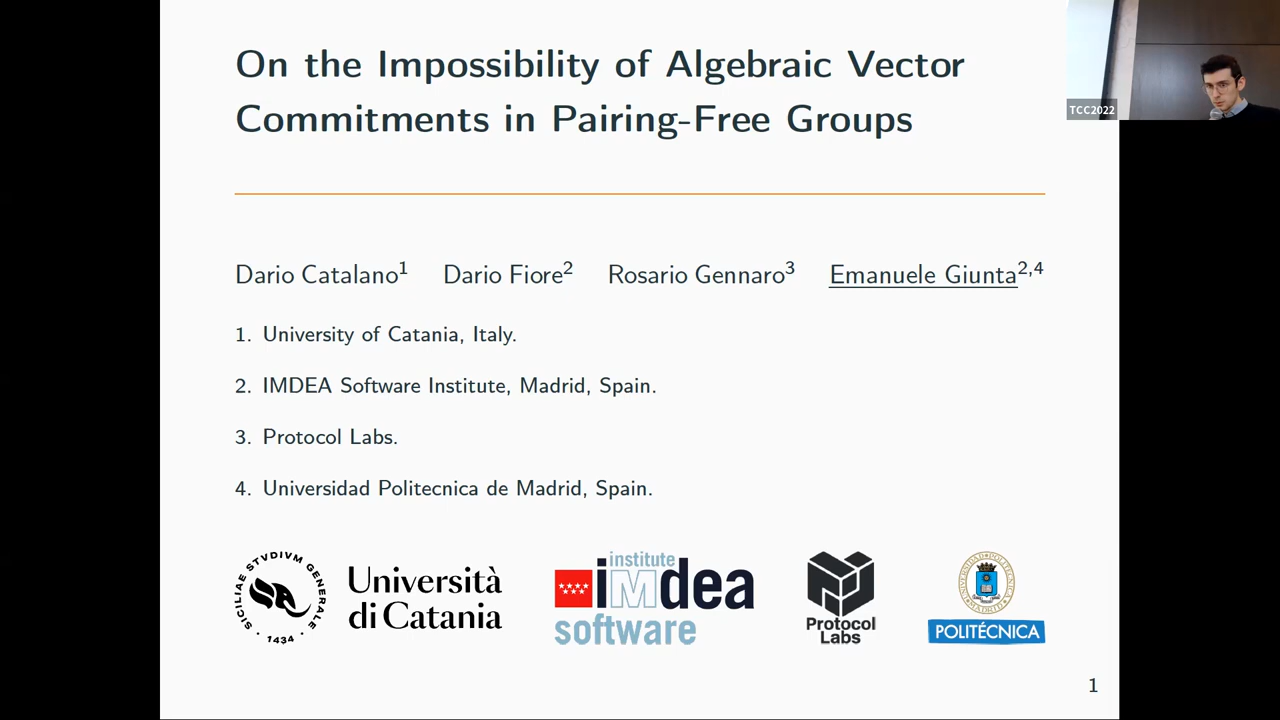 On the Impossibility of Algebraic Vector
Commitments in Pairing-Free Groups
TCC2022
Dario Catalano1 Dario Fiore2 Rosario Gennaro3 Emanuele Giunta2,4
1. University of Catania, Italy.
2. IMDEA Software Institute, Madrid, Spain.
3. Protocol Labs.
4. Universidad Politecnica de Madrid, Spain.
SICILIAE STVDIVM GENERALE · 1434 ·
Università
di Catania
institute
imdea
software
Protocol
Labs
POLITÉCNICA
1